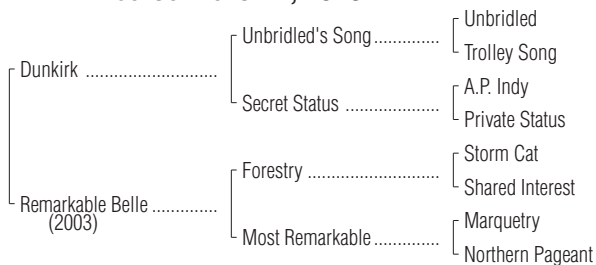 Unbridled
Unbridled's Song..............
Trolley Song
Dunkirk ............................
A.P. Indy
Secret Status ....................
Private Status
Storm Cat
Forestry ............................
Shared Interest
Remarkable Belle ..............
(2003)
Marquetry
Most Remarkable..............
Northern Pageant